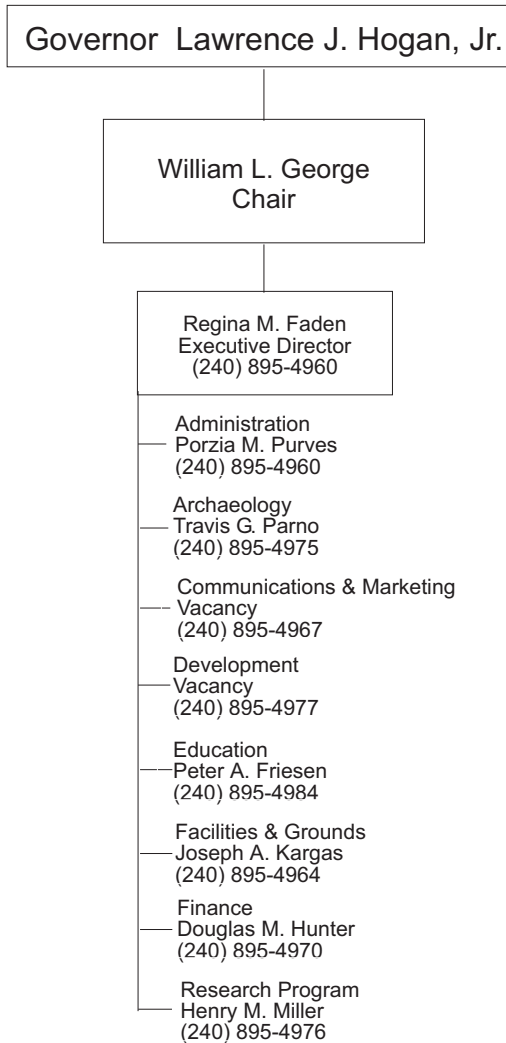 Governor Lawrence J. Hogan, Jr.
William L. George
Chair
Regina M. Faden
Executive Director
(240) 895-4960
Administration
Porzia M. Purves
(240) 895-4960
Archaeology
Travis G. Parno
(240) 895-4975
Communications & Marketing
Vacancy
(240) 895-4967
Development
Vacancy
(240) 895-4977
Education
Peter A. Friesen
(240) 895-4984
Facilities & Grounds
Joseph A. Kargas
(240) 895-4964
Finance
Douglas M. Hunter
(240) 895-4970
Research Program
Henry M. Miller
(240) 895-4976